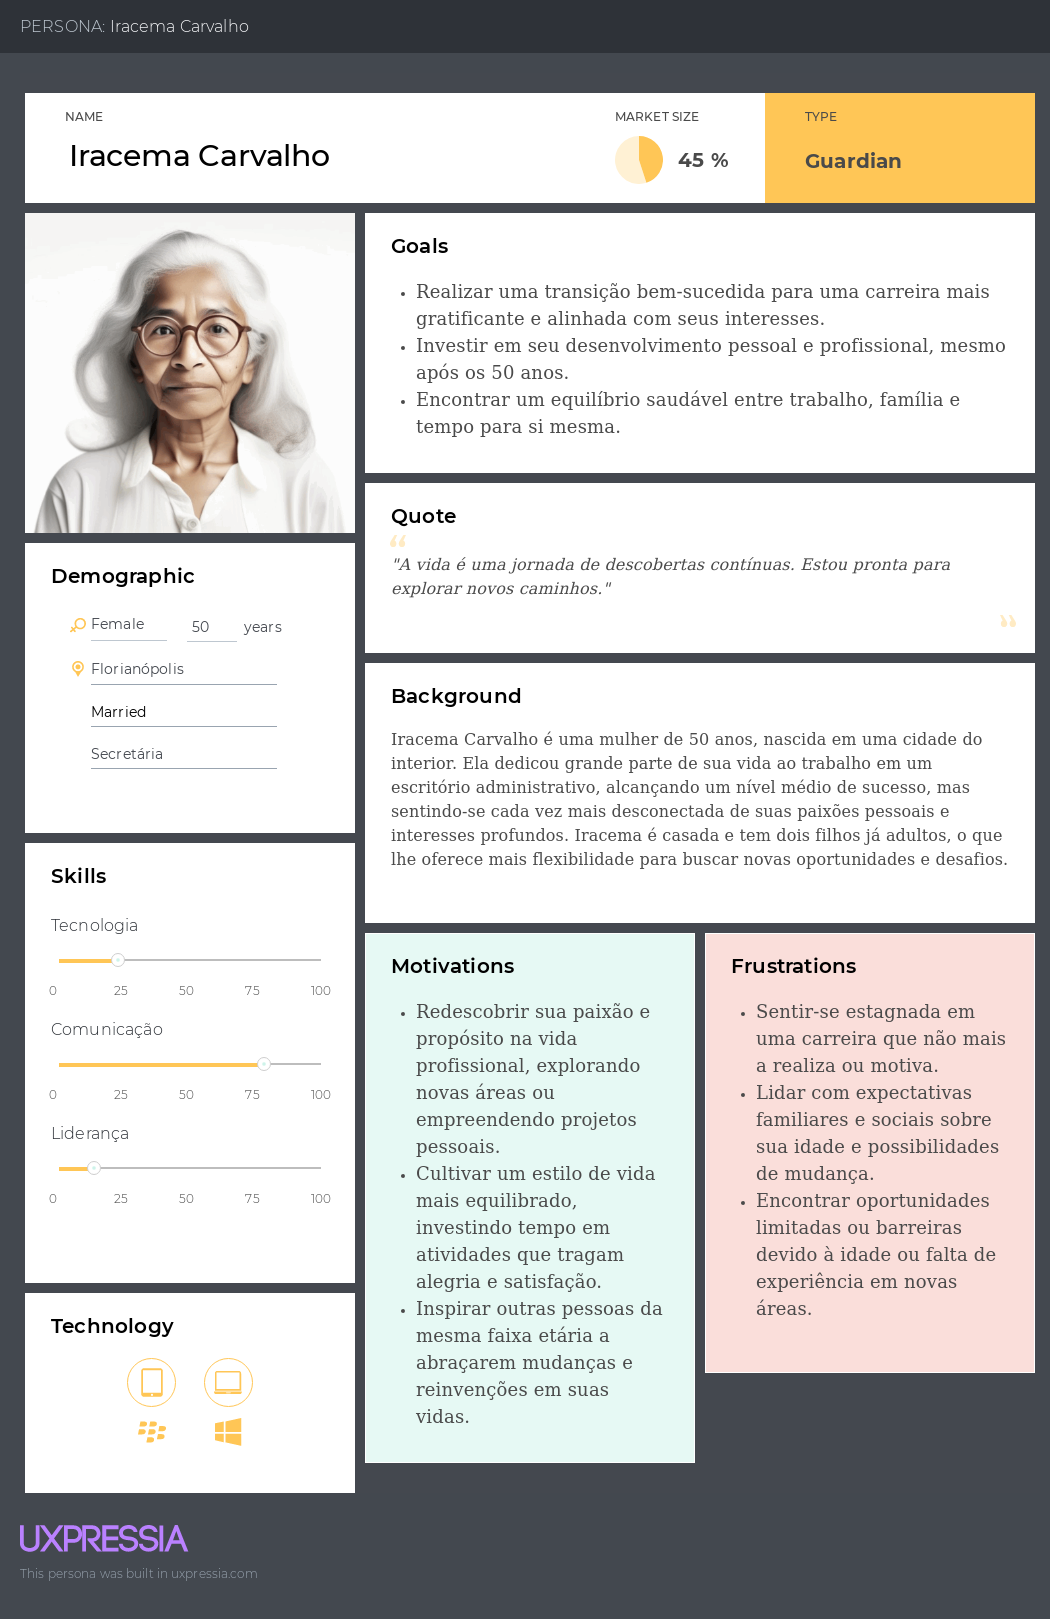 PERSONA: Iracema Carvalho
NAME
Iracema Carvalho
MARKET SIZE
45 %
TYPE
Guardian
Goals
• Realizar uma transição bem-sucedida para uma carreira mais
gratificante e alinhada com seus interesses.
• Investir em seu desenvolvimento pessoal e profissional, mesmo
após os 50 anos.
• Encontrar um equilíbrio saudável entre trabalho, família e
tempo para si mesma.
Quote
“
"A vida é uma jornada de descobertas contínuas. Estou pronta para
explorar novos caminhos."
”
Demographic
Female 50 years
Florianópolis
Married
Secretária
Background
Iracema Carvalho é uma mulher de 50 anos, nascida em uma cidade do
interior. Ela dedicou grande parte de sua vida ao trabalho em um
escritório administrativo, alcançando um nível médio de sucesso, mas
sentindo-se cada vez mais desconectada de suas paixões pessoais e
interesses profundos. Iracema é casada e tem dois filhos já adultos, o que
lhe oferece mais flexibilidade para buscar novas oportunidades e desafios.
Skills
Tecnologia
0 25 50 75 100
Comunicação
0 25 50 75 100
Liderança
0 25 50 75 100
Motivations
• Redescobrir sua paixão e
propósito na vida
profissional, explorando
novas áreas ou
empreendendo projetos
pessoais.
• Cultivar um estilo de vida
mais equilibrado,
investindo tempo em
atividades que tragam
alegria e satisfação.
• Inspirar outras pessoas da
mesma faixa etária a
abraçarem mudanças e
reinvenções em suas
vidas.
Frustrations
• Sentir-se estagnada em
uma carreira que não mais
a realiza ou motiva.
• Lidar com expectativas
familiares e sociais sobre
sua idade e possibilidades
de mudança.
• Encontrar oportunidades
limitadas ou barreiras
devido à idade ou falta de
experiência em novas
áreas.
Technology
UXPRESSIA
This persona was built in uxpressia.com